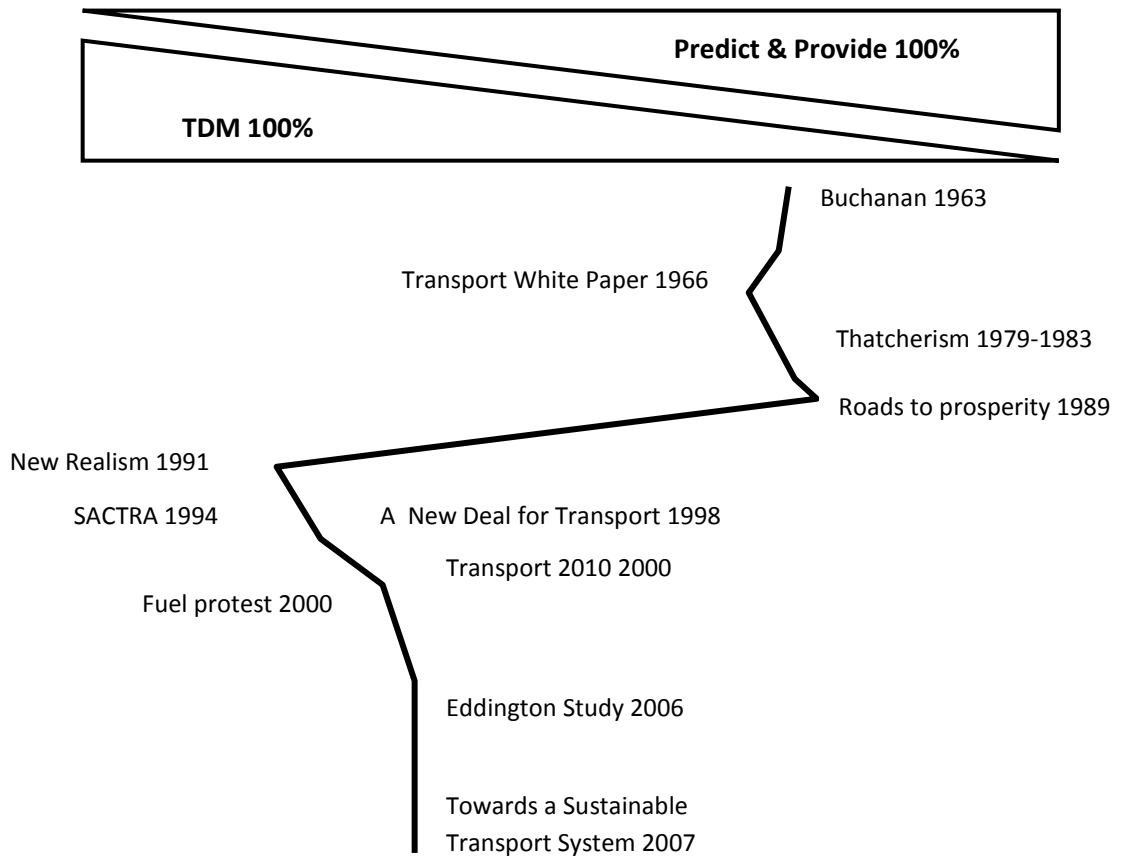 Predict & Provide 100%
TDM 100%
Buchanan 1963
Transport White Paper 1966
Thatcherism 1979-1983
Roads to prosperity 1989
New Realism 1991
SACTRA 1994
A New Deal for Transport 1998
Transport 2010 2000
Fuel protest 2000
Eddington Study 2006
Towards a Sustainable
Transport System 2007